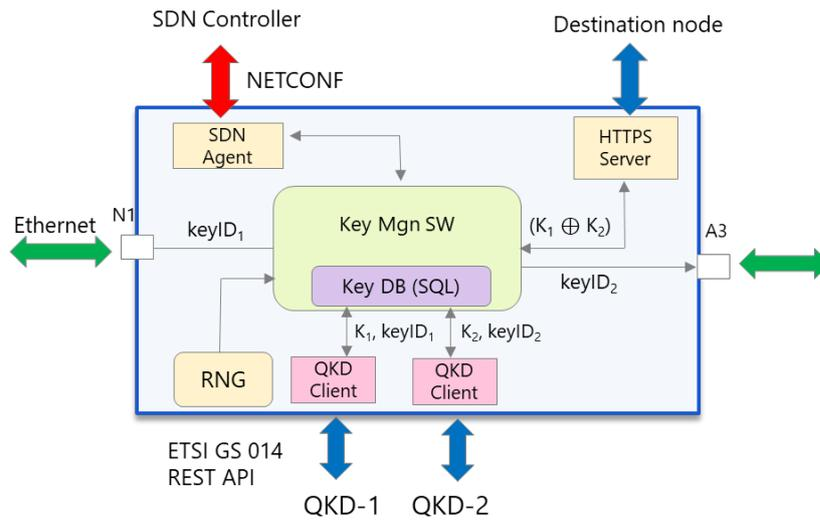 SDN Controller
Destination node
NETCONF
SDN
Agent
HTTPS
Server
Ethernet
N1
keyID₁
Key Mgn SW
(K₁ ⊕ K₂)
A3
keyID₂
Key DB (SQL)
K₁, keyID₁
K₂, keyID₂
RNG
QKD
Client
QKD
Client
ETSI GS 014
REST API
QKD-1
QKD-2